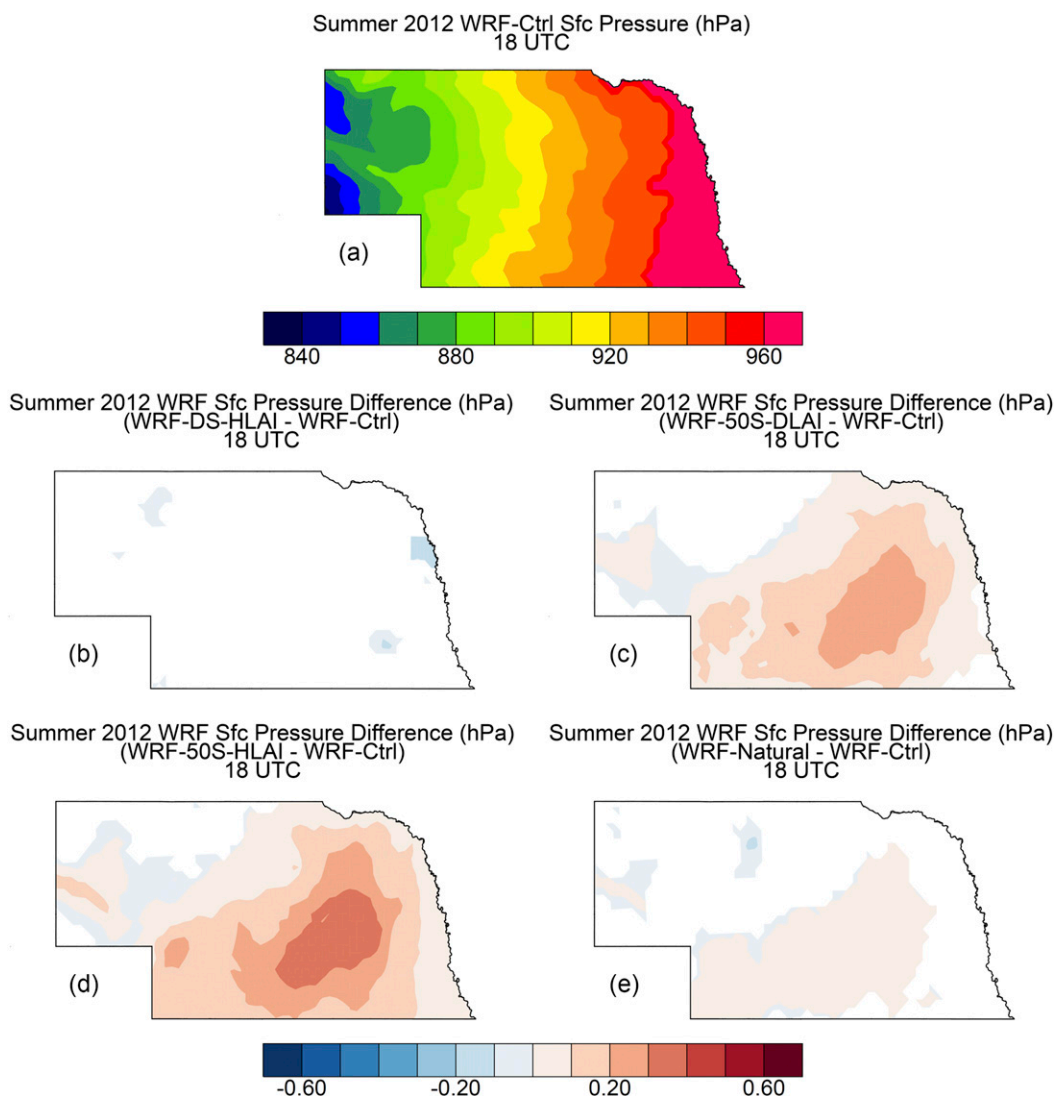 Summer 2012 WRF-Ctrl Sfc Pressure (hPa)
18 UTC
(a)
840 880 920 960
Summer 2012 WRF Sfc Pressure Difference (hPa)
(WRF-DS-HLAI - WRF-Ctrl)
18 UTC
(b)
Summer 2012 WRF Sfc Pressure Difference (hPa)
(WRF-50S-DLAI - WRF-Ctrl)
18 UTC
(c)
Summer 2012 WRF Sfc Pressure Difference (hPa)
(WRF-50S-HLAI - WRF-Ctrl)
18 UTC
(d)
Summer 2012 WRF Sfc Pressure Difference (hPa)
(WRF-Natural - WRF-Ctrl)
18 UTC
(e)
-0.60 -0.20 0.20 0.60